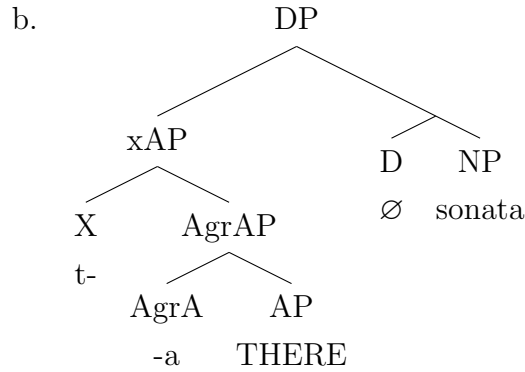 b. DP
xAP D NP
∅ sonata
X AgrAP
t-
AgrA AP
-a THERE